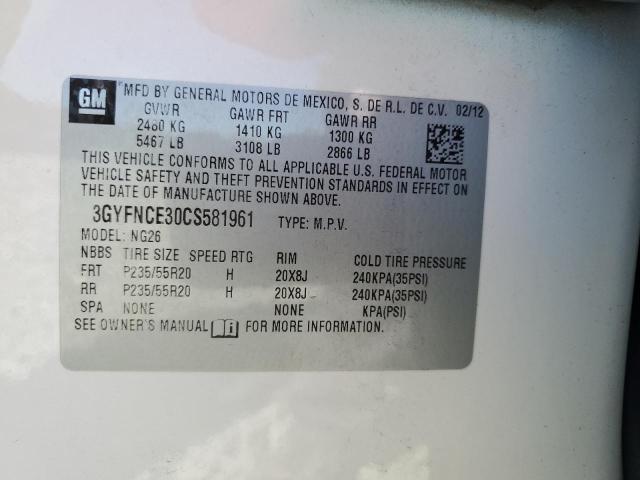 GM
MFD BY GENERAL MOTORS DE MEXICO, S. DE R.L. DE C.V. 02/12
GVWR GAWR FRT GAWR RR
2480 KG 1410 KG 1300 KG
5467 LB 3108 LB 2866 LB
THIS VEHICLE CONFORMS TO ALL APPLICABLE U.S. FEDERAL MOTOR
VEHICLE SAFETY AND THEFT PREVENTION STANDARDS IN EFFECT ON
THE DATE OF MANUFACTURE SHOWN ABOVE.
3GYFNCE30CS581961 TYPE: M.P.V.
MODEL: NG26
NBBS TIRE SIZE SPEED RTG RIM COLD TIRE PRESSURE
FRT P235/55R20 H 20X8J 240KPA(35PSI)
RR P235/55R20 H 20X8J 240KPA(35PSI)
SPA NONE NONE KPA(PSI)
SEE OWNER'S MANUAL FOR MORE INFORMATION.